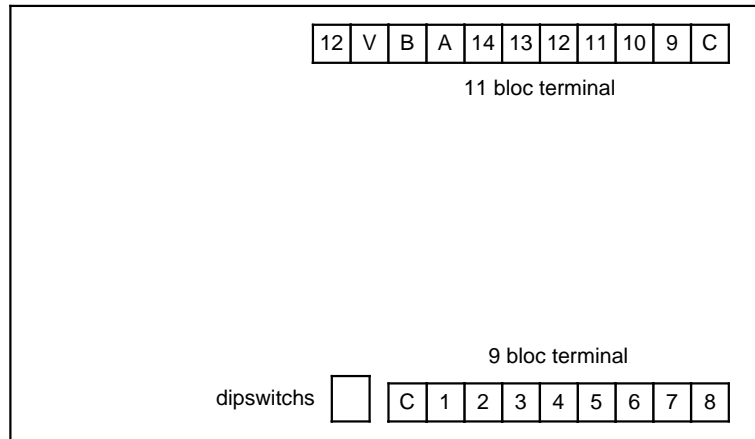 12 V B A 14 13 12 11 10 9 C
11 bloc terminal
9 bloc terminal
dipswitchs
C 1 2 3 4 5 6 7 8